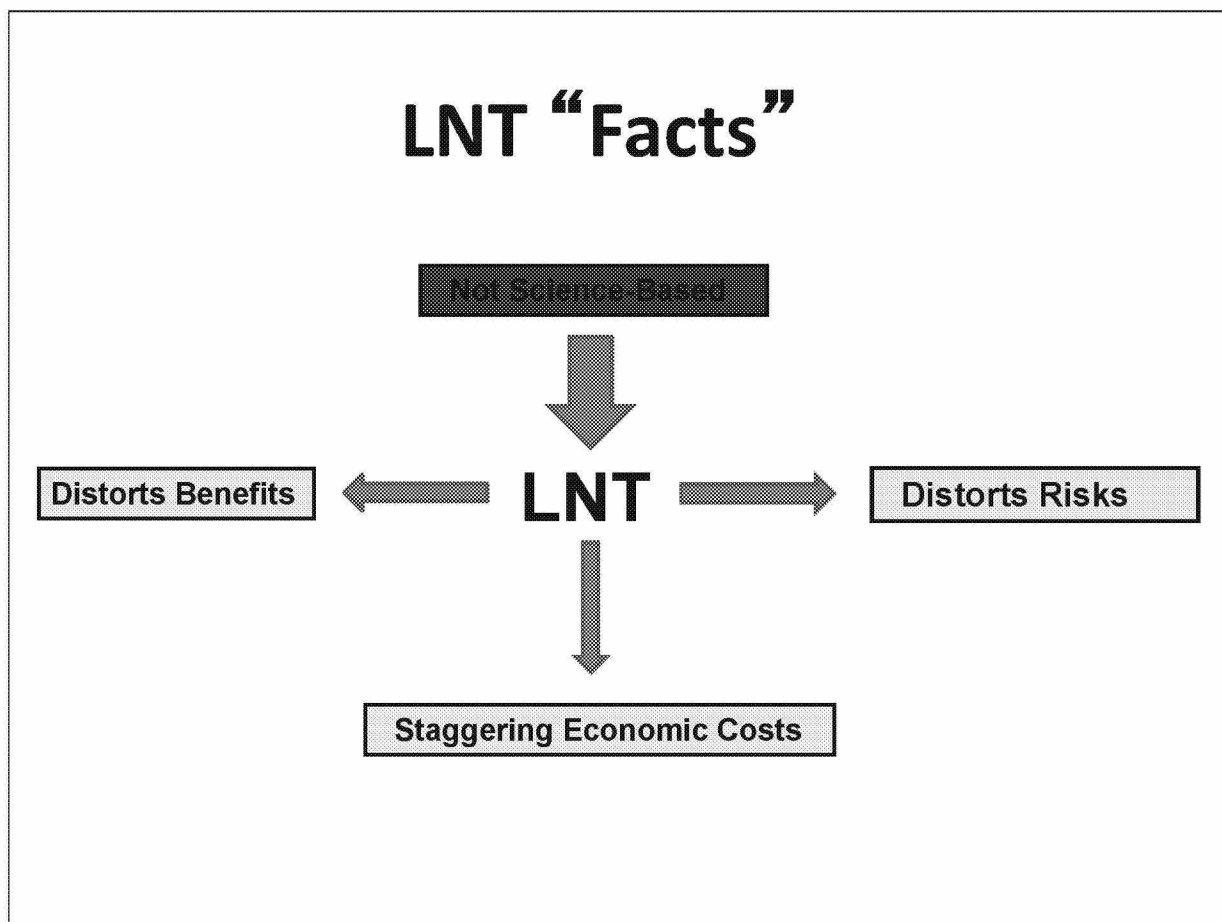 LNT “Facts”
Not Science-Based
LNT
Distorts Benefits
Distorts Risks
Staggering Economic Costs